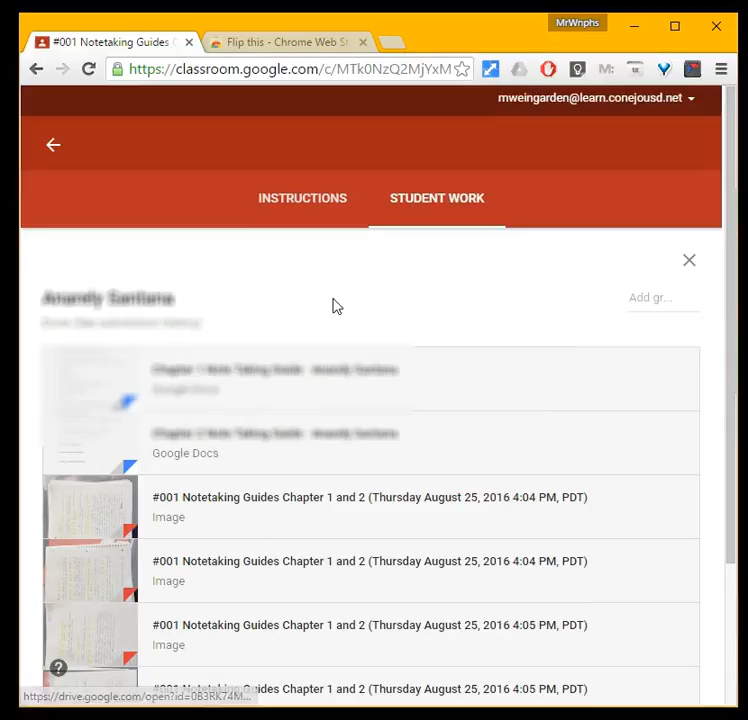 MrWnphs
#001 Notetaking Guides C
Flip this - Chrome Web St
https://classroom.google.com/c/MTk0NzQ2MjYxM
mweingarden@learn.conejousd.net
INSTRUCTIONS
STUDENT WORK
Add gr...
Google Docs
#001 Notetaking Guides Chapter 1 and 2 (Thursday August 25, 2016 4:04 PM, PDT)
Image
#001 Notetaking Guides Chapter 1 and 2 (Thursday August 25, 2016 4:04 PM, PDT)
Image
#001 Notetaking Guides Chapter 1 and 2 (Thursday August 25, 2016 4:05 PM, PDT)
Image
#001 Notetaking Guides Chapter 1 and 2 (Thursday August 25, 2016 4:05 PM, PDT)
https://drive.google.com/open?id=0B3RK74M...